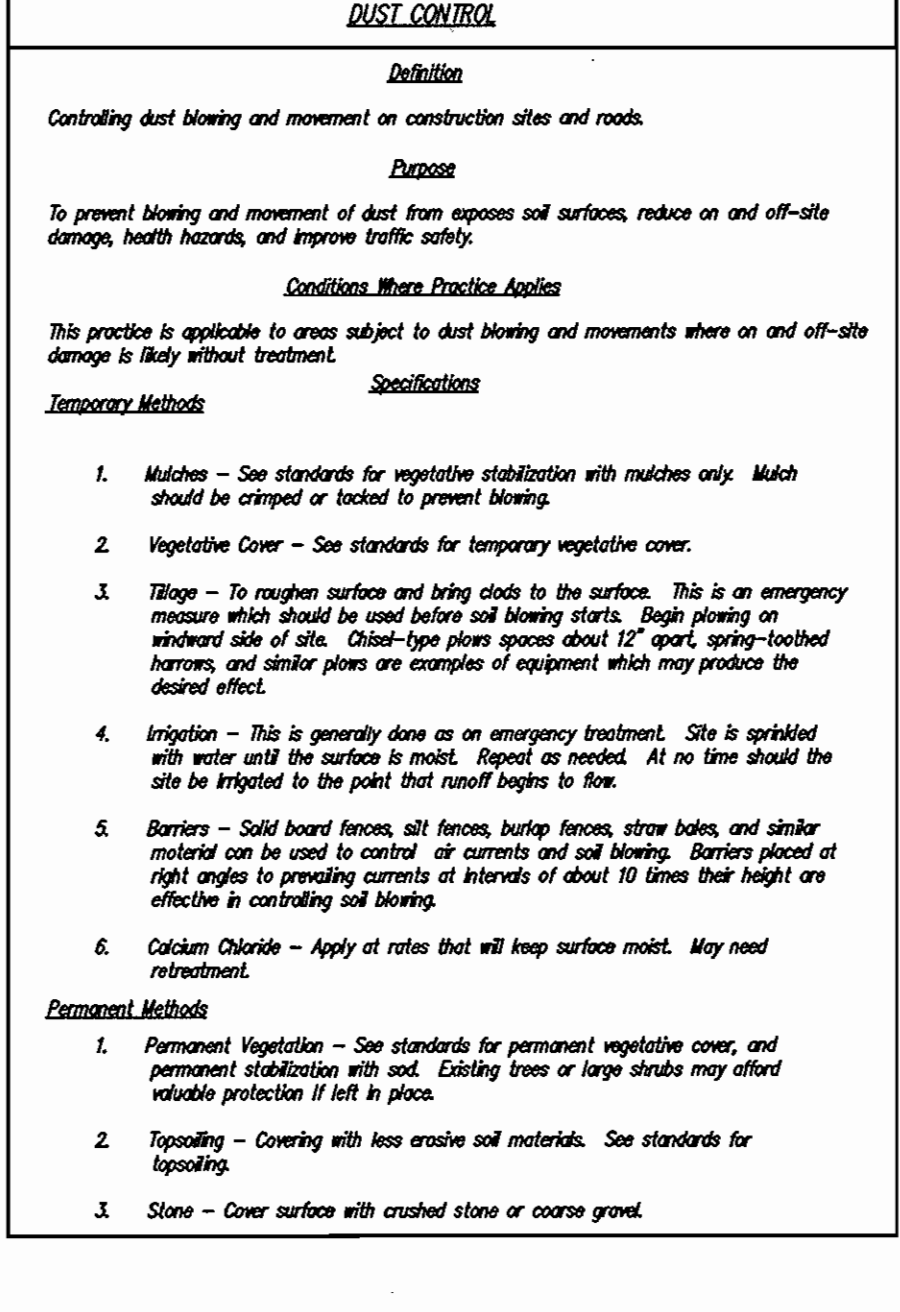 DUST CONTROL
Definition
Controlling dust blowing and movement on construction sites and roads.
Purpose
To prevent blowing and movement of dust from exposes soil surfaces, reduce on and off-site
damage, health hazards, and improve traffic safety.
Conditions Where Practice Applies
This practice is applicable to areas subject to dust blowing and movements where on and off-site
damage is likely without treatment.
Specifications
Temporary Methods
1. Mulches - See standards for vegetative stabilization with mulches only. Mulch
should be crimped or tacked to prevent blowing.
2. Vegetative Cover - See standards for temporary vegetative cover.
3. Tillage - To roughen surface and bring clods to the surface. This is an emergency
measure which should be used before soil blowing starts. Begin plowing on
windward side of site. Chisel-type plows spaces about 12" apart, spring-toothed
harrows, and similar plows are examples of equipment which may produce the
desired effect.
4. Irrigation - This is generally done as an emergency treatment. Site is sprinkled
with water until the surface is moist. Repeat as needed. At no time should the
site be irrigated to the point that runoff begins to flow.
5. Barriers - Solid board fences, silt fences, burlap fences, straw bales, and similar
material can be used to control air currents and soil blowing. Barriers placed at
right angles to prevailing currents at intervals of about 10 times their height are
effective in controlling soil blowing.
6. Calcium Chloride - Apply at rates that will keep surface moist. May need
retreatment.
Permanent Methods
1. Permanent Vegetation - See standards for permanent vegetative cover, and
permanent stabilization with sod. Existing trees or large shrubs may afford
valuable protection if left in place.
2. Topsoiling - Covering with less erosive soil materials. See standards for
topsoiling.
3. Stone - Cover surface with crushed stone or coarse gravel.